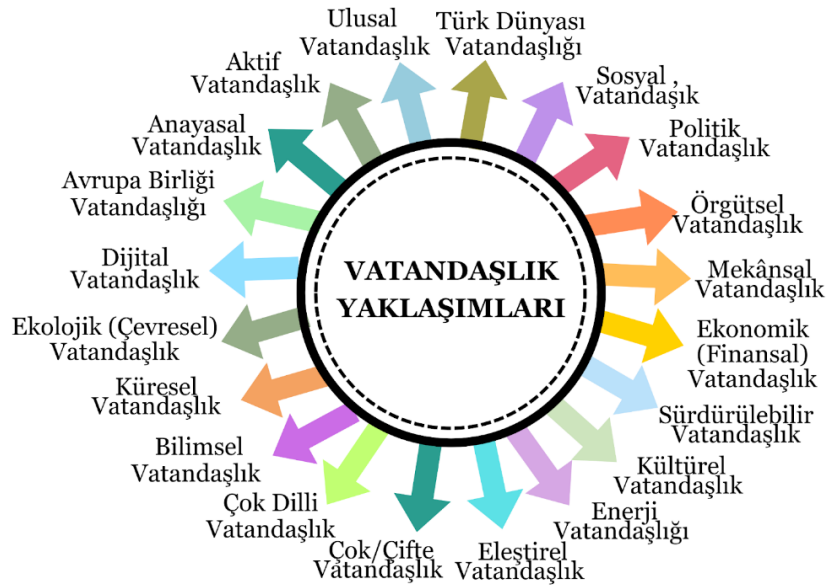 VATANDAŞLIK
YAKLAŞIMLARI
Ulusal
Vatandaşlık
Türk Dünyası
Vatandaşlığı
Sosyal ,
Vatandaşık
Politik
Vatandaşlık
Örgütsel
Vatandaşlık
Mekânsal
Vatandaşlık
Ekonomik
(Finansal)
Vatandaşlık
Sürdürülebilir
Vatandaşlık
Kültürel
Vatandaşlık
Enerji
Vatandaşlığı
Eleştirel
Vatandaşlık
Çok/Çifte
Vatandaşlık
Çok Dilli
Vatandaşlık
Bilimsel
Vatandaşlık
Küresel
Vatandaşlık
Ekolojik (Çevresel)
Vatandaşlık
Dijital
Vatandaşlık
Avrupa Birliği
Vatandaşlığı
Anayasal
Vatandaşlık
Aktif
Vatandaşlık